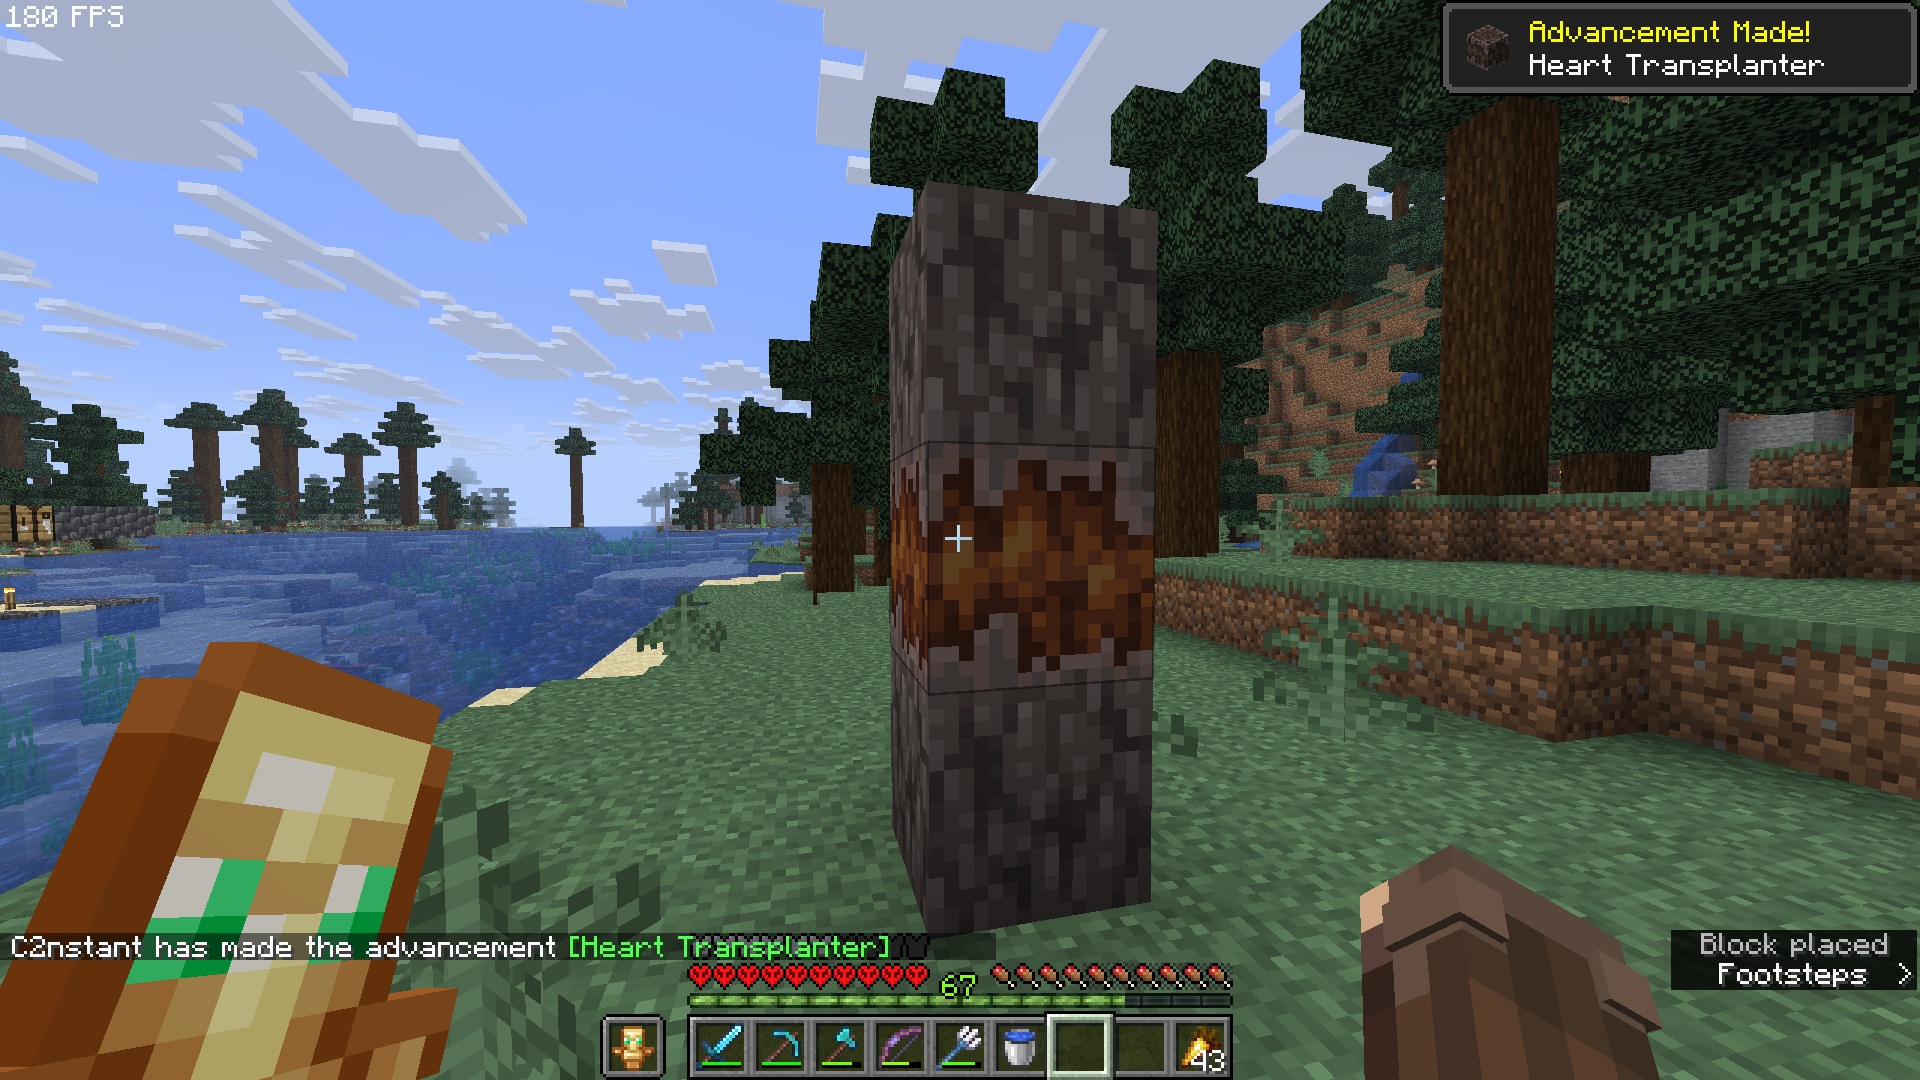 180 FPS
Advancement Made!
Heart Transplanter
C2nstant has made the advancement [Heart Transplanter]
Block placed
Footsteps >
67
43